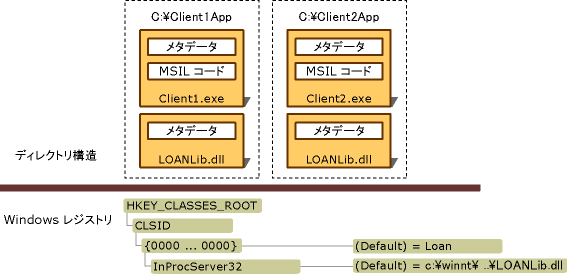 C:¥Client1App
C:¥Client2App
メタデータ
メタデータ
MSIL コード
MSIL コード
Client1.exe
Client2.exe
メタデータ
メタデータ
LOANLib.dll
LOANLib.dll
ディレクトリ構造
Windows レジストリ
HKEY_CLASSES_ROOT
CLSID
{0000 ... 0000}
(Default) = Loan
InProcServer32
(Default) = c:¥winnt¥ ..¥LOANLib.dll